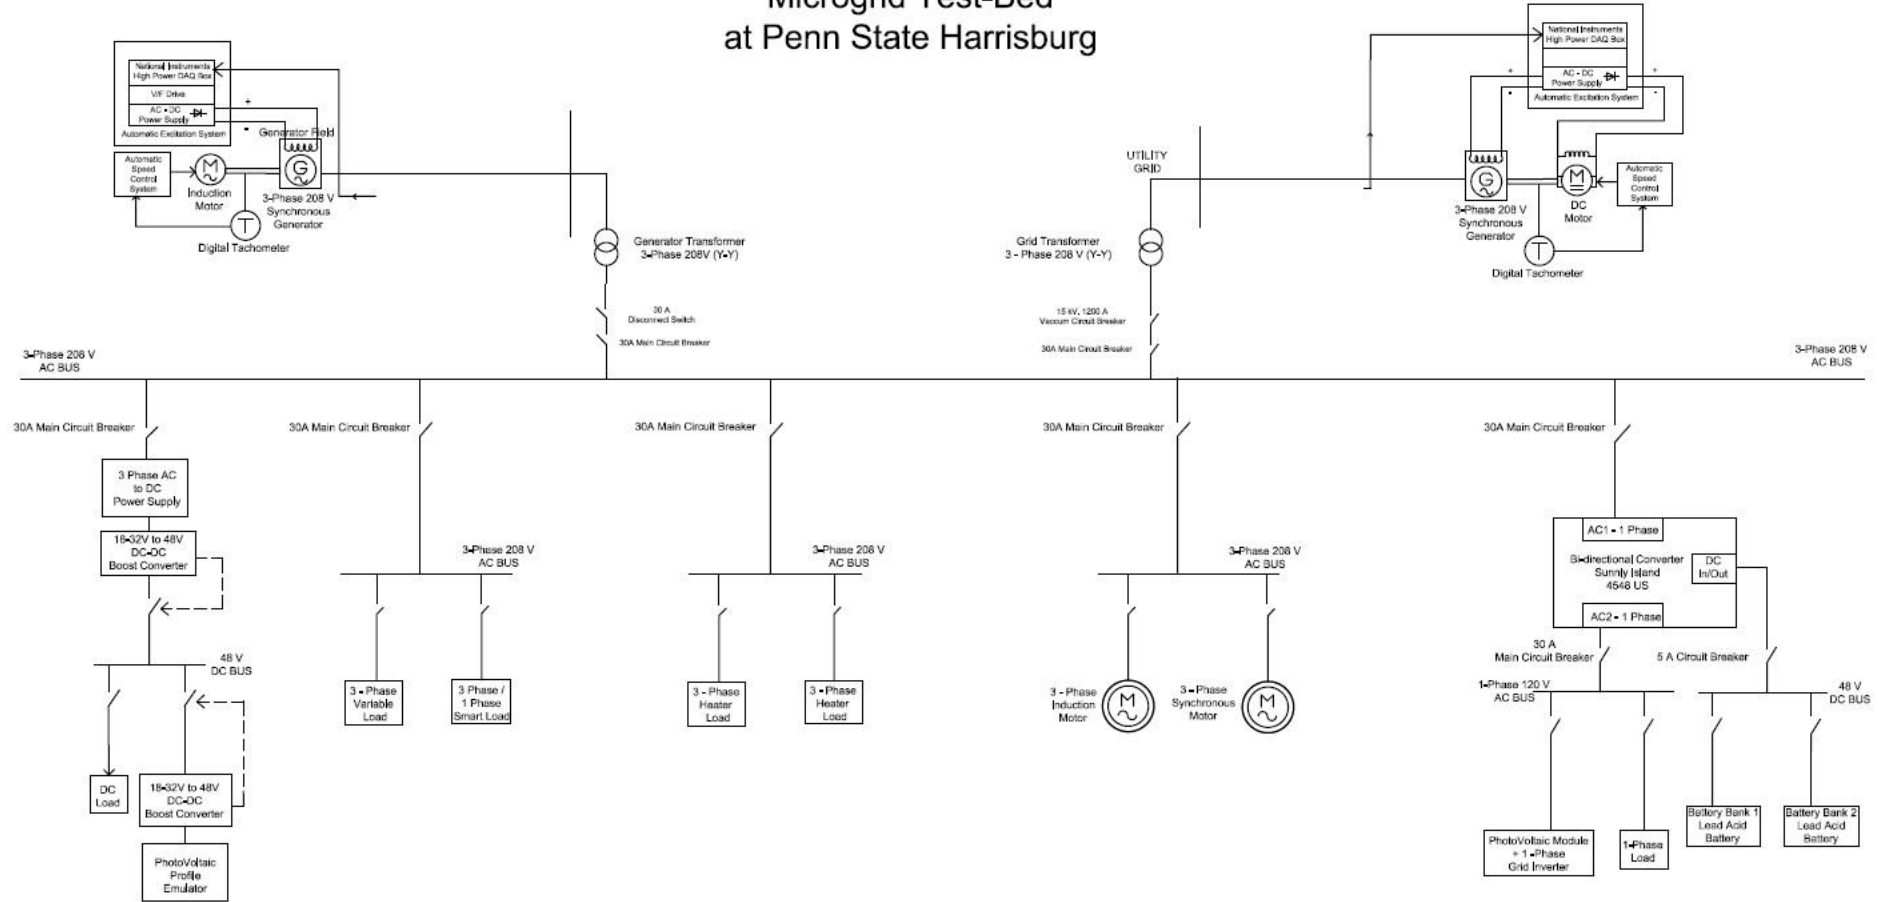 Microgrid Test-Bed
at Penn State Harrisburg
National Instruments
High Power DAQ Box
V/F Drive
AC - DC
Power Supply
Automatic Excitation System
+
-
Generator Field
Automatic
Speed
Control
System
M
Induction
Motor
G
3-Phase 208 V
Synchronous
Generator
T
Digital Tachometer
Generator Transformer
3-Phase 208V (Y-Y)
30 A
Disconnect Switch
30A Main Circuit Breaker
UTILITY
GRID
Grid Transformer
3 - Phase 208 V (Y-Y)
15 kV, 1200 A
Vaccum Circuit Breaker
30A Main Circuit Breaker
National Instruments
High Power DAQ Box
AC - DC
Power Supply
Automatic Excitation System
+
-
+
-
G
3-Phase 208 V
Synchronous
Generator
M
DC
Motor
Automatic
Speed
Control
System
T
Digital Tachometer
3-Phase 208 V
AC BUS
3-Phase 208 V
AC BUS
30A Main Circuit Breaker
30A Main Circuit Breaker
30A Main Circuit Breaker
30A Main Circuit Breaker
30A Main Circuit Breaker
3 Phase AC
to DC
Power Supply
18-32V to 48V
DC-DC
Boost Converter
48 V
DC BUS
DC
Load
18-32V to 48V
DC-DC
Boost Converter
PhotoVoltaic
Profile
Emulator
3-Phase 208 V
AC BUS
3 - Phase
Variable
Load
3 Phase /
1 Phase
Smart Load
3-Phase 208 V
AC BUS
3 - Phase
Heater
Load
3 - Phase
Heater
Load
3-Phase 208 V
AC BUS
3 - Phase
Induction
Motor
M
3 - Phase
Synchronous
Motor
M
AC1 - 1 Phase
Bi-directional Converter
Sunnly Island
4548 US
DC
In/Out
AC2 - 1 Phase
30 A
Main Circuit Breaker
5 A Circuit Breaker
1-Phase 120 V
AC BUS
48 V
DC BUS
PhotoVoltaic Module
+ 1-Phase
Grid Inverter
1-Phase
Load
Battery Bank 1
Lead Acid
Battery
Battery Bank 2
Lead Acid
Battery